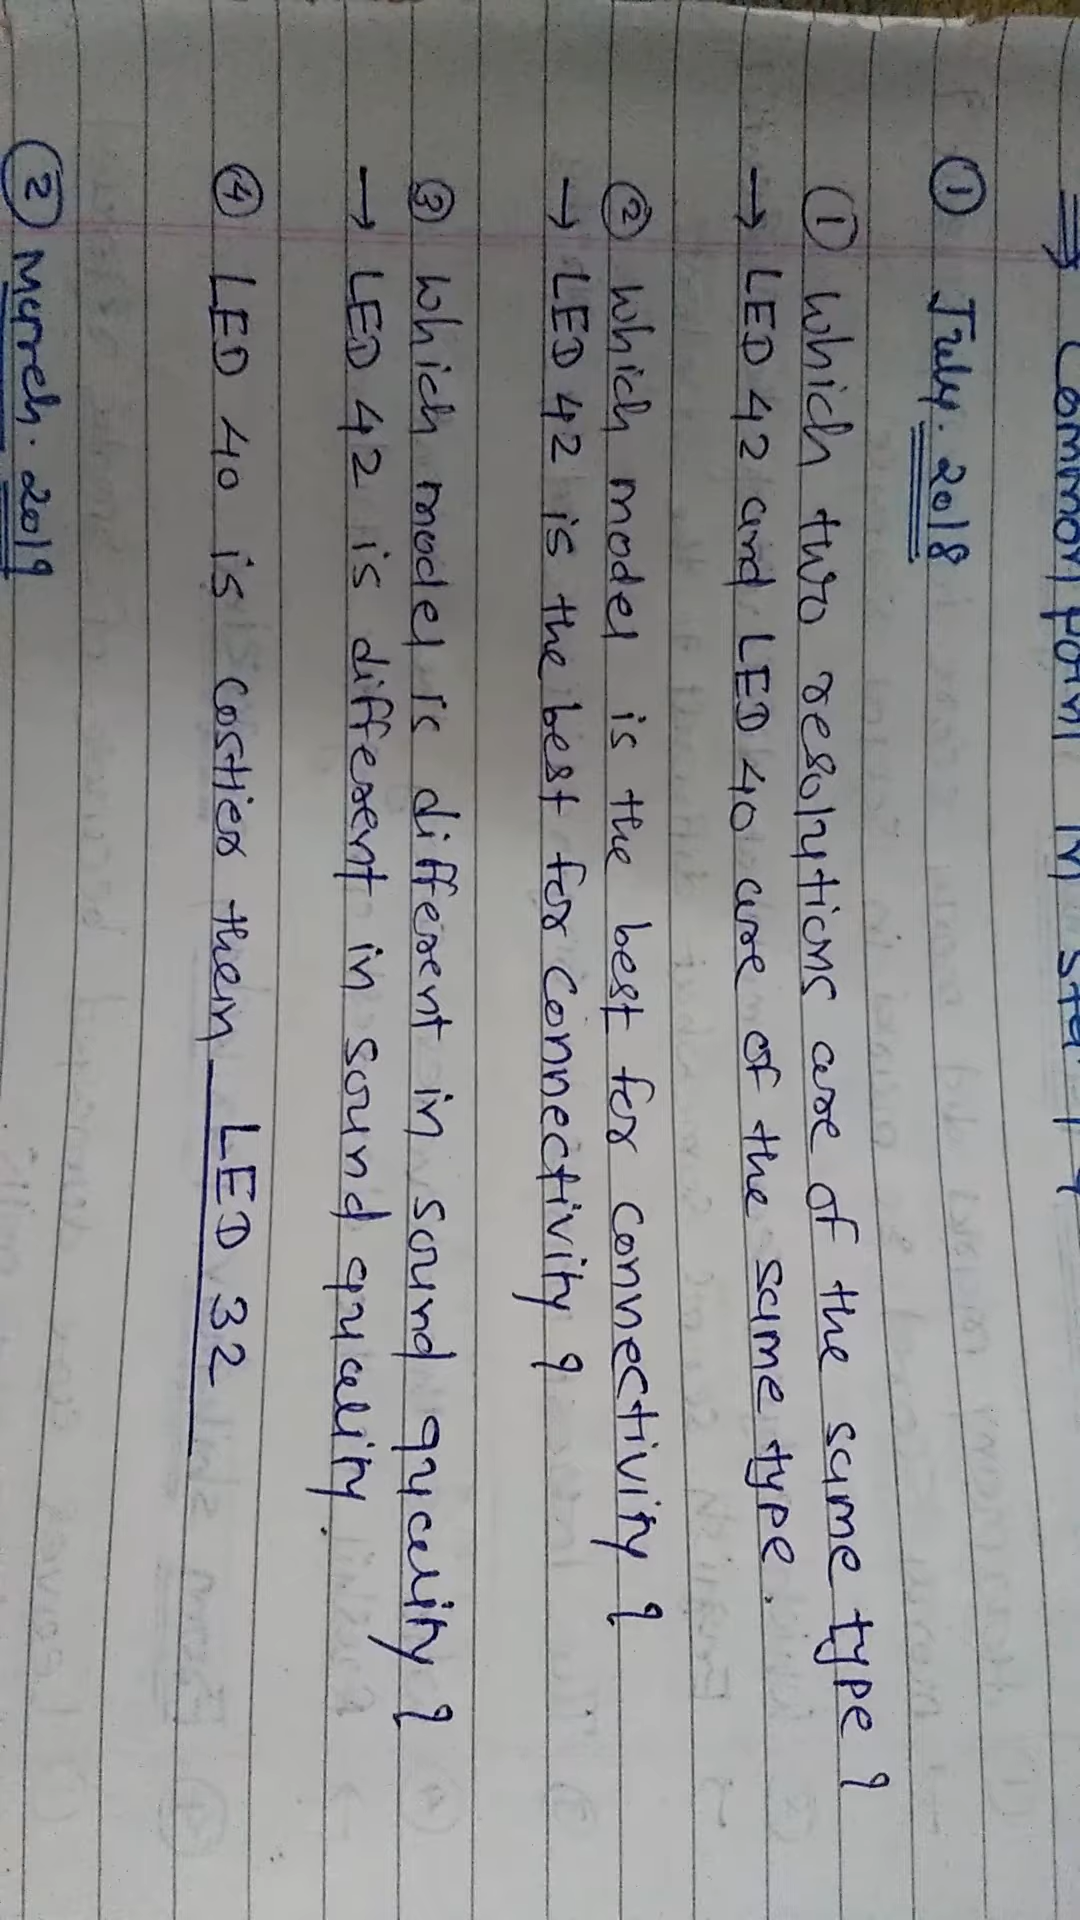 ⇒ Common point in
① July. 2018
① which two resolutions are of the same type ?
→ LED 42 and LED 40 are of the same type.
② which model is the best for connectivity ?
→ LED 42 is the best for connectivity ?
③ which model is different in sound quality ?
→ LED 42 is different in sound quality.
④ LED 40 is costier then LED 32
② March. 2019